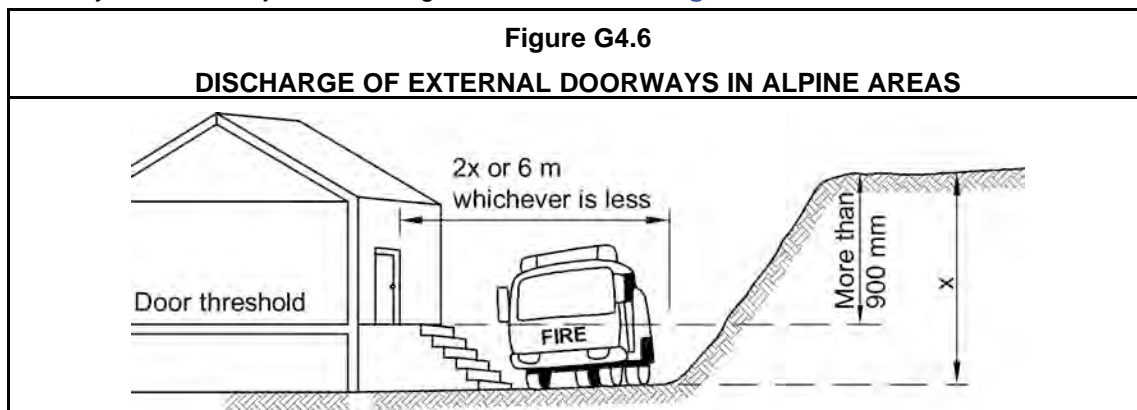 Figure G4.6
DISCHARGE OF EXTERNAL DOORWAYS IN ALPINE AREAS
2x or 6 m
whichever is less
More than
900 mm
x
Door threshold
FIRE